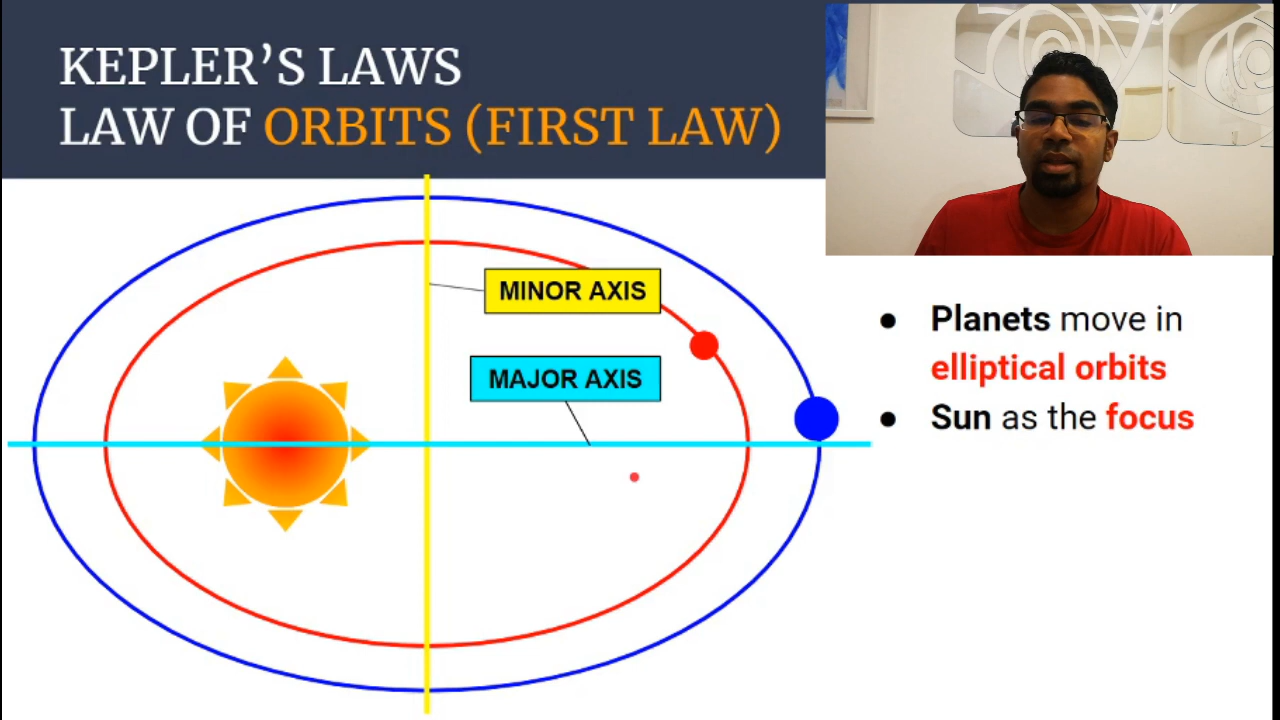 KEPLER'S LAWS
LAW OF ORBITS (FIRST LAW)
MINOR AXIS
MAJOR AXIS
● Planets move in
elliptical orbits
● Sun as the focus